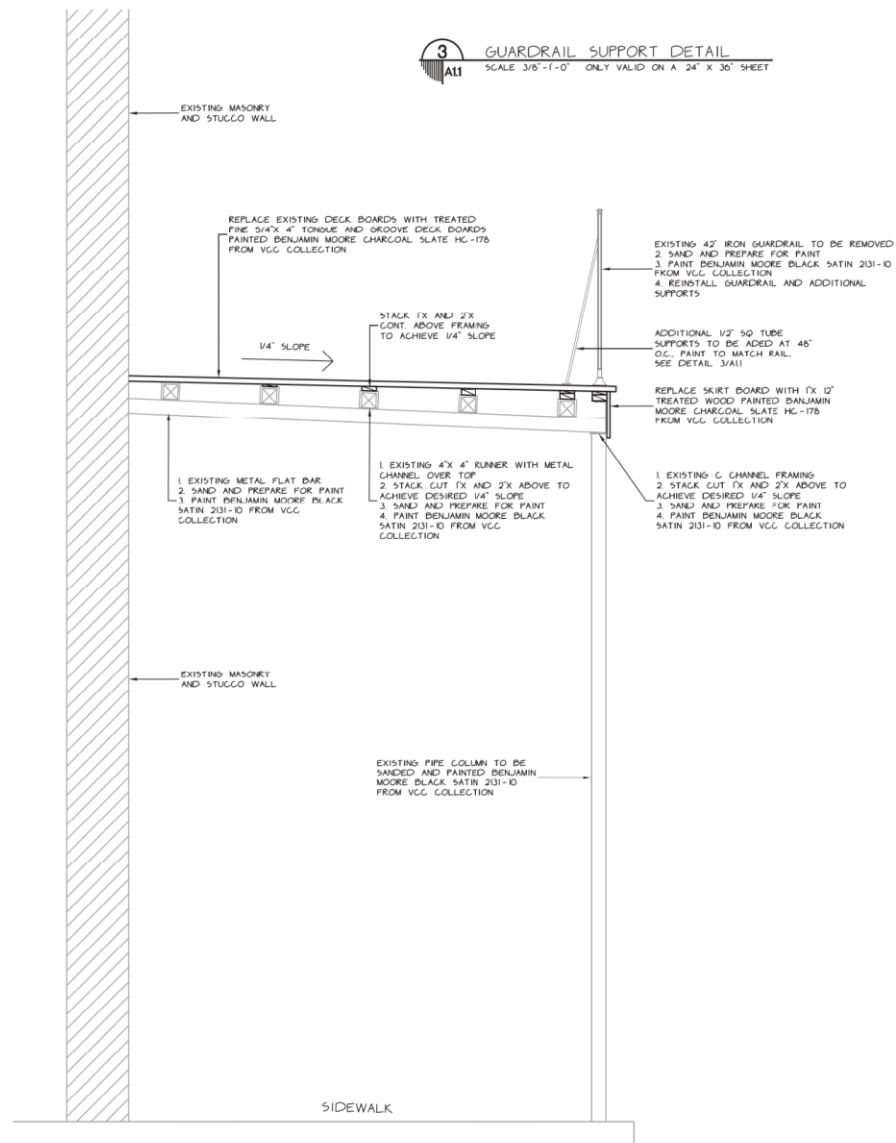 3
A1.1
GUARDRAIL SUPPORT DETAIL
SCALE 3/8"-1'-0" ONLY VALID ON A 24" X 36" SHEET
EXISTING MASONRY
AND STUCCO WALL
REPLACE EXISTING DECK BOARDS WITH TREATED
PINE 5/4"X 4" TONGUE AND GROOVE DECK BOARDS
PAINTED BENJAMIN MOORE CHARCOAL SLATE HC-178
FROM VCC COLLECTION
EXISTING 42" IRON GUARDRAIL TO BE REMOVED
2. SAND AND PREPARE FOR PAINT
3. PAINT BENJAMIN MOORE BLACK SATIN 2131-10
FROM VCC COLLECTION
4. REINSTALL GUARDRAIL AND ADDITIONAL
SUPPORTS
STACK 1"X AND 2"X
CONT. ABOVE FRAMING
TO ACHIEVE 1/4" SLOPE
1/4" SLOPE
ADDITIONAL 1/2" SQ TUBE
SUPPORTS TO BE ADED AT 48"
O.C., PAINT TO MATCH RAIL.
SEE DETAIL 3/A1.1
REPLACE SKIRT BOARD WITH 1"X 12"
TREATED WOOD PAINTED BANJAMIN
MOORE CHARCOAL SLATE HC-178
FROM VCC COLLECTION
1. EXISTING METAL FLAT BAR
2. SAND AND PREPARE FOR PAINT
3. PAINT BENJAMIN MOORE BLACK
SATIN 2131-10 FROM VCC
COLLECTION
1. EXISTING 4"X 4" RUNNER WITH METAL
CHANNEL OVER TOP
2. STACK CUT 1"X AND 2"X ABOVE TO
ACHIEVE DESIRED 1/4" SLOPE
3. SAND AND PREPARE FOR PAINT
4. PAINT BENJAMIN MOORE BLACK
SATIN 2131-10 FROM VCC
COLLECTION
1. EXISTING C CHANNEL FRAMING
2. STACK CUT 1"X AND 2"X ABOVE TO
ACHIEVE DESIRED 1/4" SLOPE
3. SAND AND PREPARE FOR PAINT
4. PAINT BENJAMIN MOORE BLACK
SATIN 2131-10 FROM VCC COLLECTION
EXISTING MASONRY
AND STUCCO WALL
EXISTING PIPE COLUMN TO BE
SANDED AND PAINTED BENJAMIN
MOORE BLACK SATIN 2131-10
FROM VCC COLLECTION
SIDEWALK